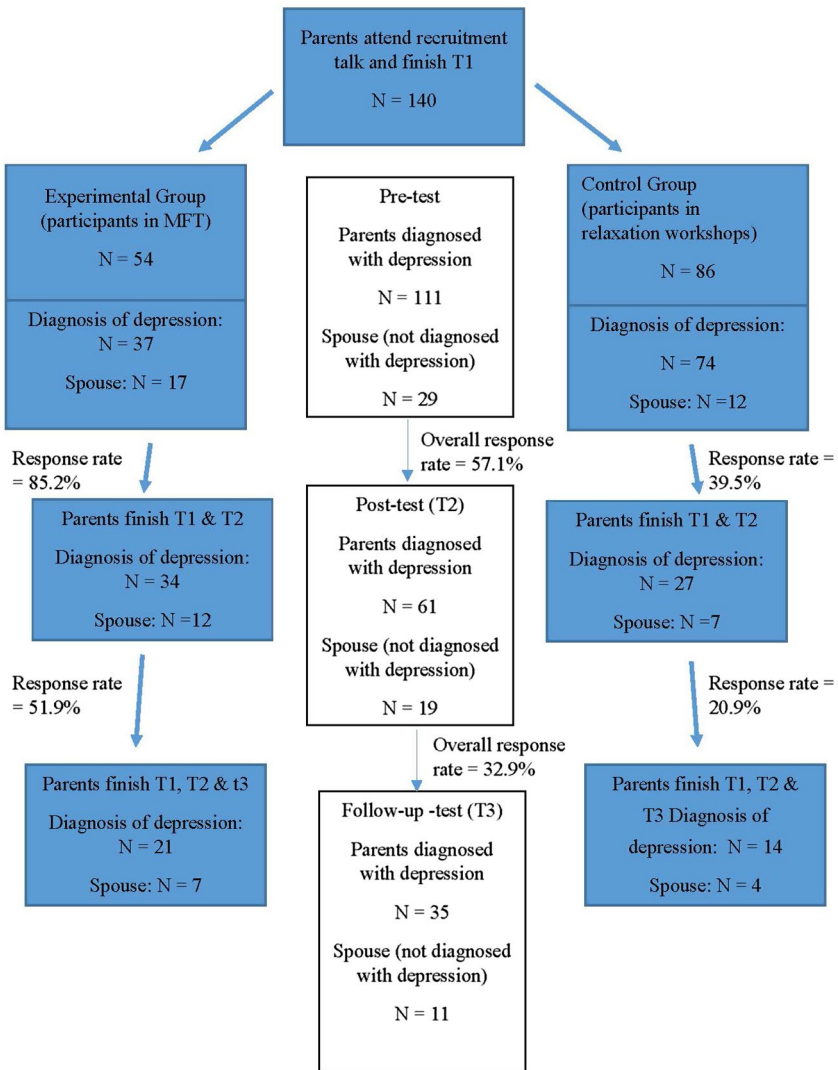 Parents attend recruitment
talk and finish T1
N = 140
Experimental Group
(participants in MFT)
N = 54
Diagnosis of depression:
N = 37
Spouse: N = 17
Pre-test
Parents diagnosed
with depression
N = 111
Spouse (not diagnosed
with depression)
N = 29
Control Group
(participants in
relaxation workshops)
N = 86
Diagnosis of depression:
N = 74
Spouse: N =12
Response rate
= 85.2%
Overall response
rate = 57.1%
Response rate =
39.5%
Parents finish T1 & T2
Diagnosis of depression:
N = 34
Spouse: N =12
Post-test (T2)
Parents diagnosed
with depression
N = 61
Spouse (not diagnosed
with depression)
N = 19
Parents finish T1 & T2
Diagnosis of depression:
N = 27
Spouse: N =7
Response rate
= 51.9%
Overall response
rate = 32.9%
Response rate =
20.9%
Parents finish T1, T2 & t3
Diagnosis of depression:
N = 21
Spouse: N = 7
Follow-up -test (T3)
Parents diagnosed
with depression
N = 35
Spouse (not diagnosed
with depression)
N = 11
Parents finish T1, T2 &
T3 Diagnosis of
depression: N = 14
Spouse: N = 4